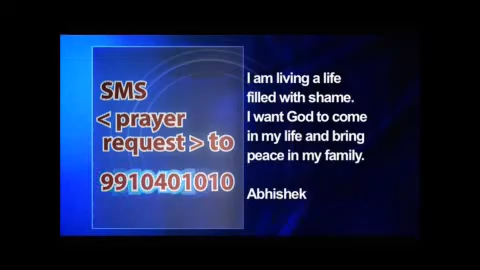 SMS
< prayer
request > to
9910401010
I am living a life
filled with shame.
I want God to come
in my life and bring
peace in my family.
Abhishek